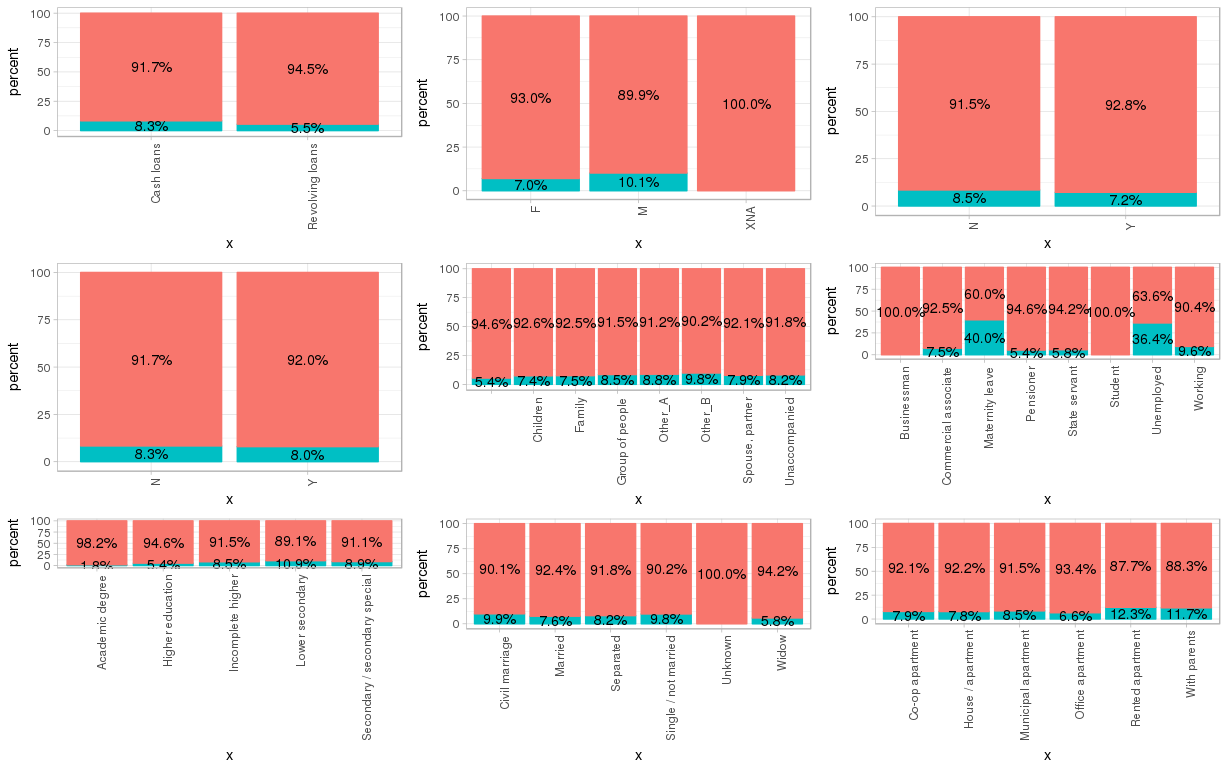 percent
100
75
50
25
0
91.7%
94.5%
8.3%
5.5%
Cash loans
Revolving loans
x
percent
100
75
50
25
0
93.0%
89.9%
100.0%
7.0%
10.1%
F
M
XNA
x
percent
100
75
50
25
0
91.5%
92.8%
8.5%
7.2%
N
Y
x
percent
100
75
50
25
0
91.7%
92.0%
8.3%
8.0%
N
Y
x
percent
100
75
50
25
0
94.6%
92.6%
92.5%
91.5%
91.2%
90.2%
92.1%
91.8%
5.4%
7.4%
7.5%
8.5%
8.8%
9.8%
7.9%
8.2%
Children
Family
Group of people
Other_A
Other_B
Spouse, partner
Unaccompanied
x
percent
100
75
50
25
0
100.0%
92.5%
60.0%
94.6%
94.2%
100.0%
63.6%
90.4%
7.5%
40.0%
5.4%
5.8%
36.4%
9.6%
Businessman
Commercial associate
Maternity leave
Pensioner
State servant
Student
Unemployed
Working
x
percent
100
75
50
25
0
98.2%
94.6%
91.5%
89.1%
91.1%
1.8%
5.4%
8.5%
10.9%
8.9%
Academic degree
Higher education
Incomplete higher
Lower secondary
Secondary / secondary special
x
percent
100
75
50
25
0
90.1%
92.4%
91.8%
90.2%
100.0%
94.2%
9.9%
7.6%
8.2%
9.8%
5.8%
Civil marriage
Married
Separated
Single / not married
Unknown
Widow
x
percent
100
75
50
25
0
92.1%
92.2%
91.5%
93.4%
87.7%
88.3%
7.9%
7.8%
8.5%
6.6%
12.3%
11.7%
Co-op apartment
House / apartment
Municipal apartment
Office apartment
Rented apartment
With parents
x